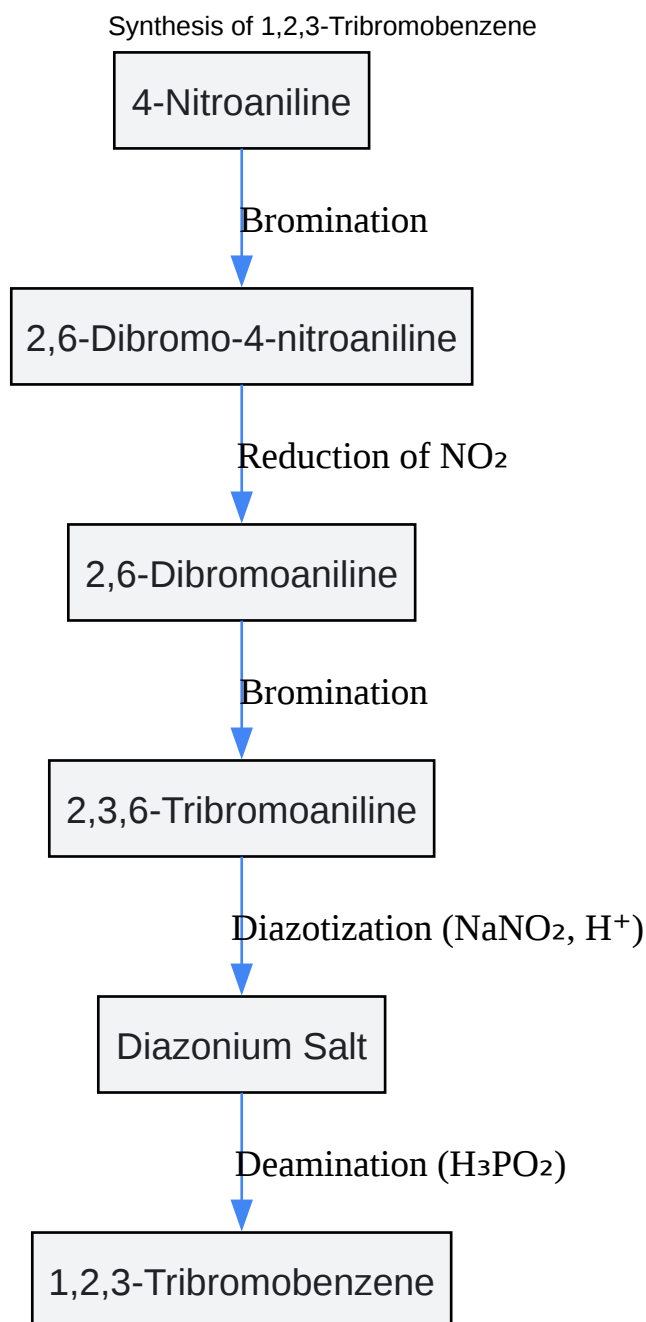 Synthesis of 1,2,3-Tribromobenzene
4-Nitroaniline
Bromination
2,6-Dibromo-4-nitroaniline
Reduction of NO₂
2,6-Dibromoaniline
Bromination
2,3,6-Tribromoaniline
Diazotization (NaNO₂, H⁺)
Diazonium Salt
Deamination (H₃PO₂)
1,2,3-Tribromobenzene